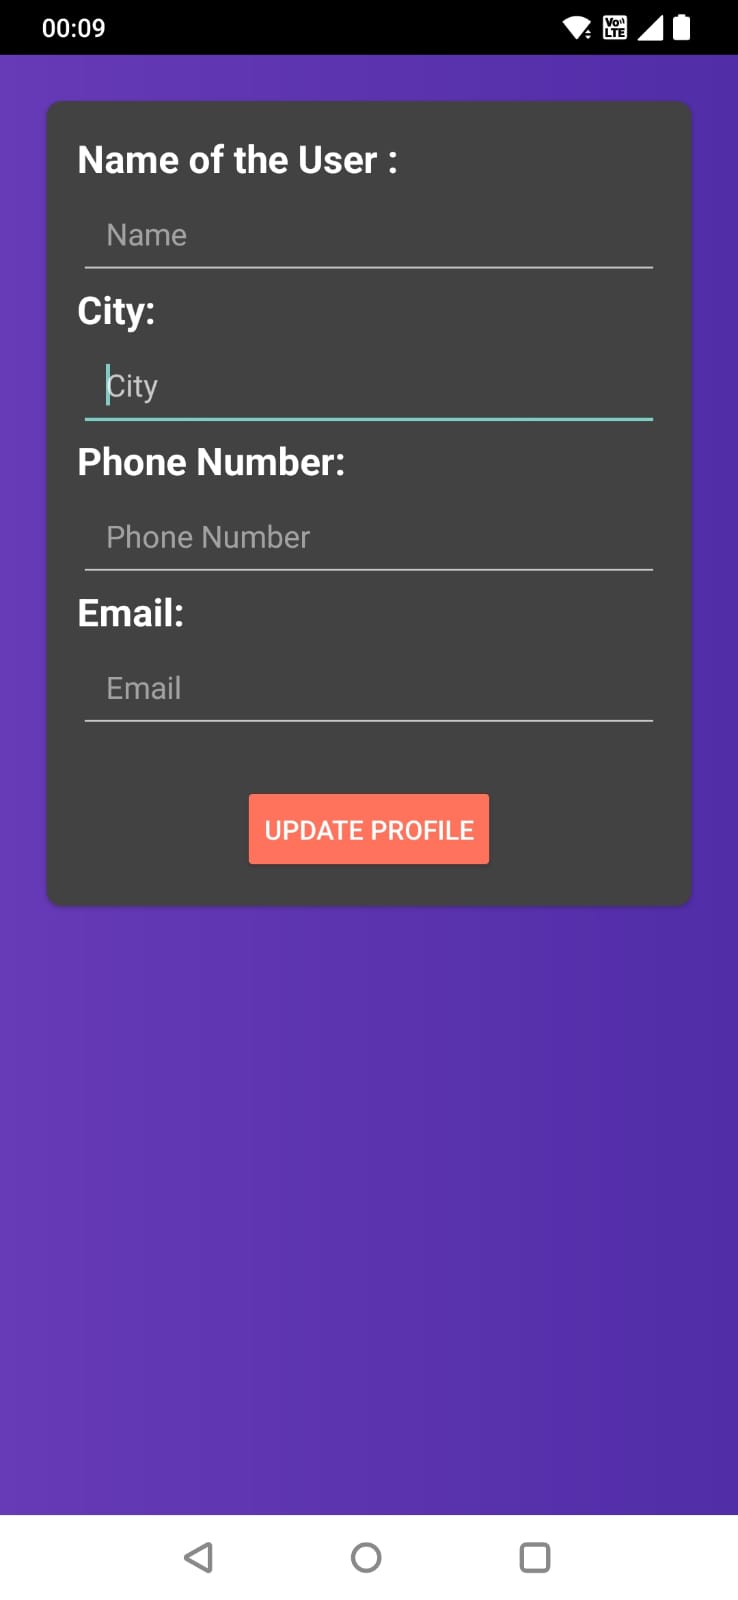 00:09
Vo)) LTE
Name of the User :
Name
City:
City
Phone Number:
Phone Number
Email:
Email
UPDATE PROFILE